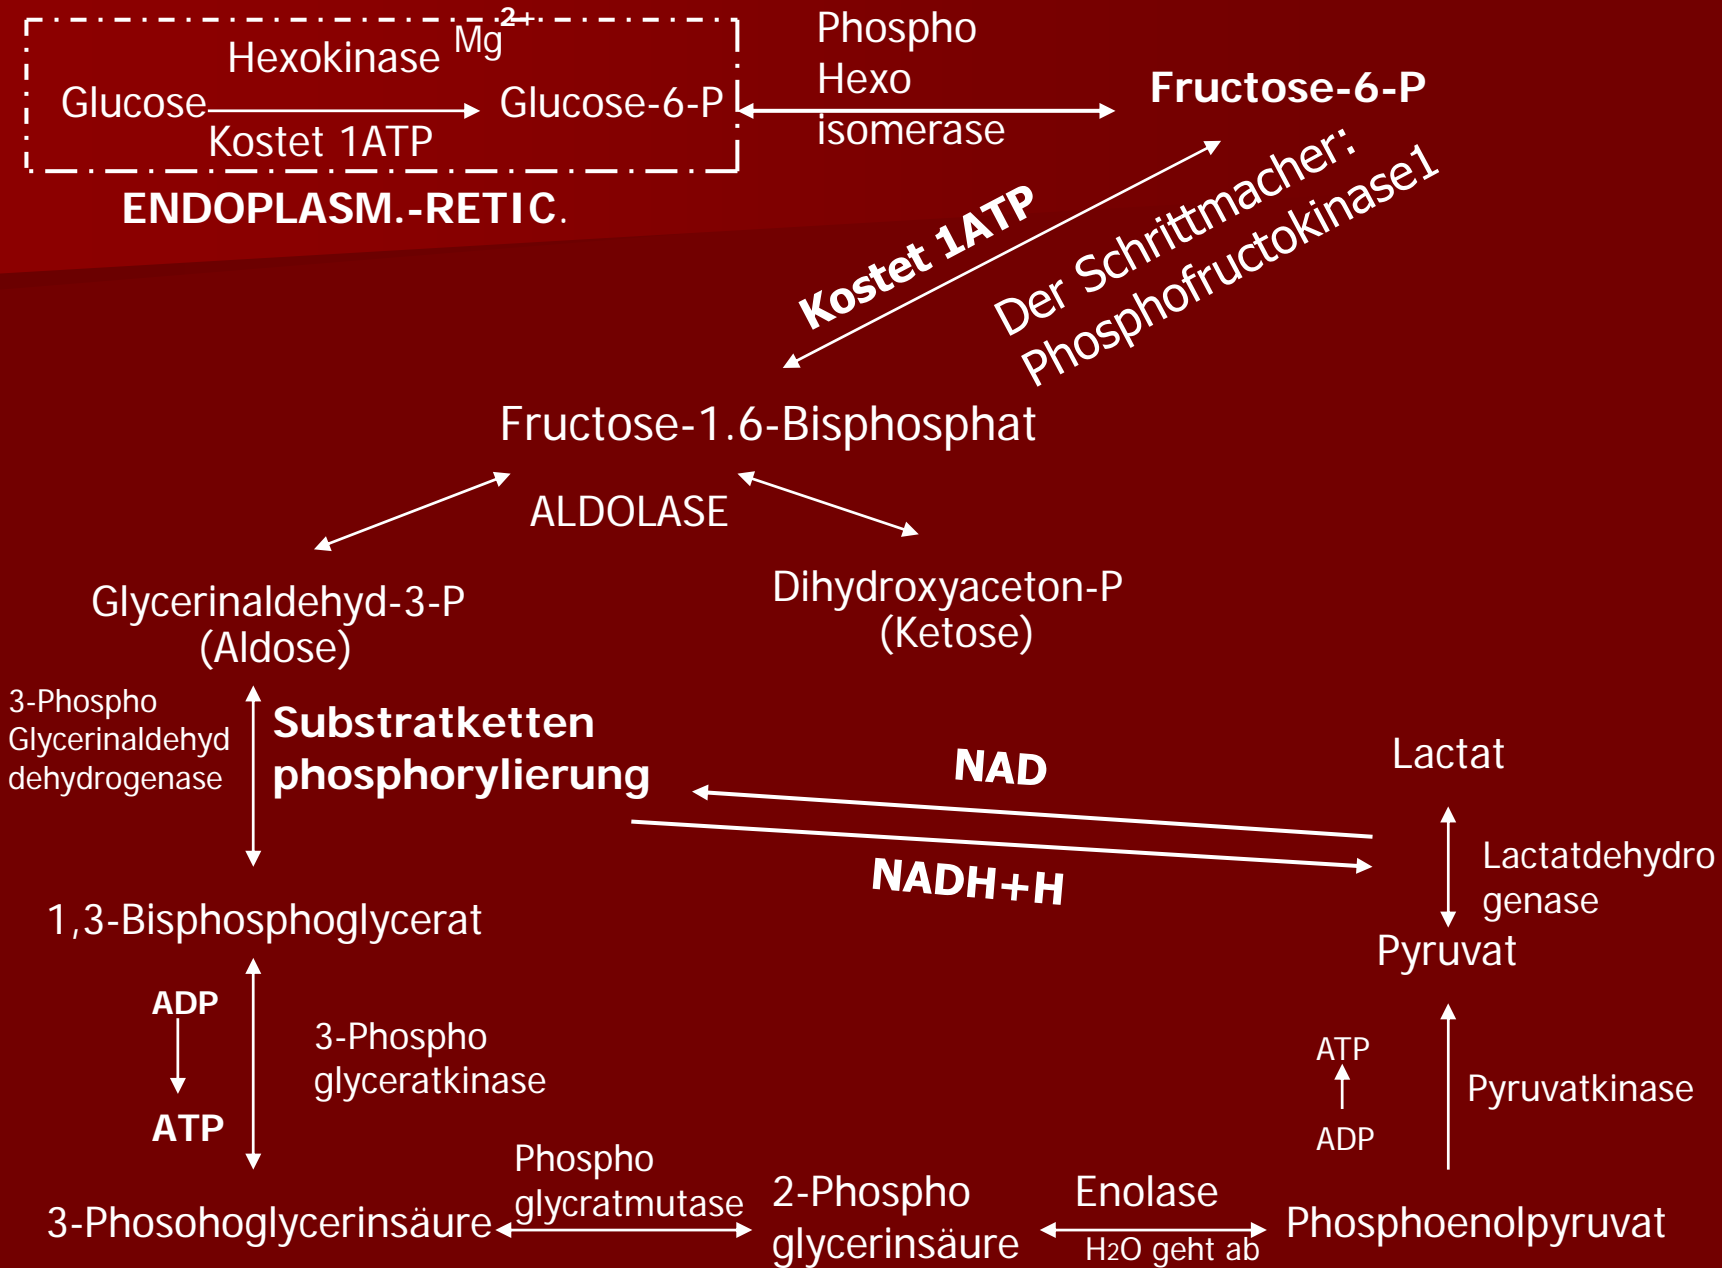 Hexokinase Mg2+
Glucose
Glucose-6-P
Kostet 1ATP
ENDOPLASM.-RETIC.
Phospho
Hexo
isomerase
Fructose-6-P
Kostet 1ATP
Der Schrittmacher:
Phosphofructokinase1
Fructose-1.6-Bisphosphat
ALDOLASE
Glycerinaldehyd-3-P
(Aldose)
Dihydroxyaceton-P
(Ketose)
3-Phospho
Glycerinaldehyd
dehydrogenase
Substratketten
phosphorylierung
NAD
NADH+H
Lactat
Lactatdehydro
genase
Pyruvat
1,3-Bisphosphoglycerat
ADP
ATP
3-Phospho
glyceratkinase
ATP
ADP
Pyruvatkinase
3-Phosohoglycerinsäure
Phospho
glycratmutase
2-Phospho
glycerinsäure
Enolase
H2O geht ab
Phosphoenolpyruvat